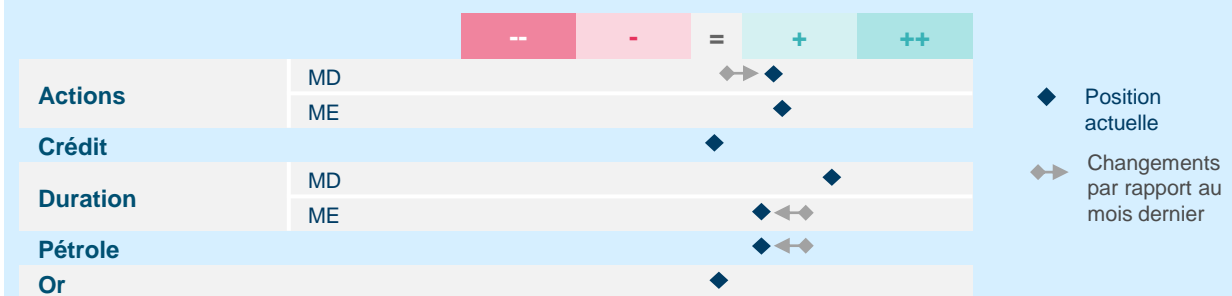 -- - = + ++
Actions
MD
ME
Crédit
Duration
MD
ME
Pétrole
Or
Position
actuelle
Changements
par rapport au
mois dernier